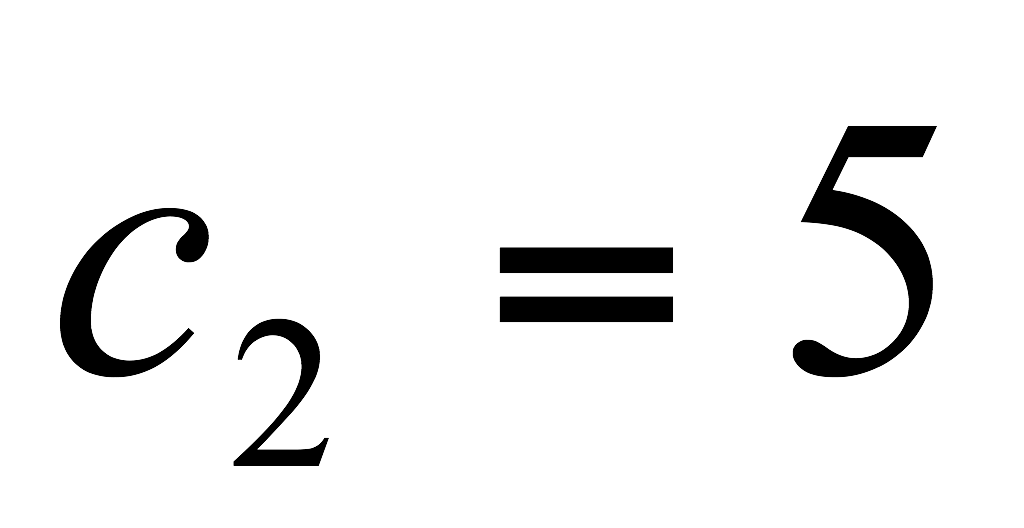 c₂ = 5